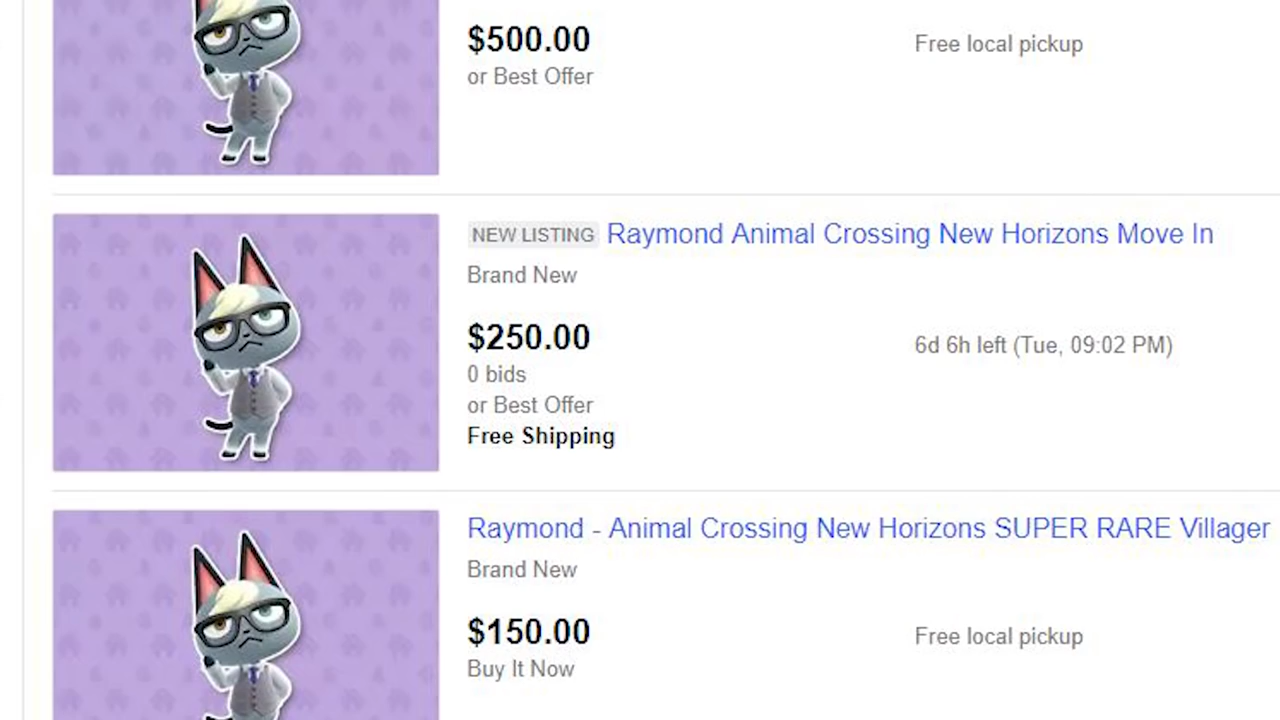 $500.00
Free local pickup
or Best Offer
NEW LISTING Raymond Animal Crossing New Horizons Move In
Brand New
$250.00
6d 6h left (Tue, 09:02 PM)
0 bids
or Best Offer
Free Shipping
Raymond - Animal Crossing New Horizons SUPER RARE Villager
Brand New
$150.00
Free local pickup
Buy It Now